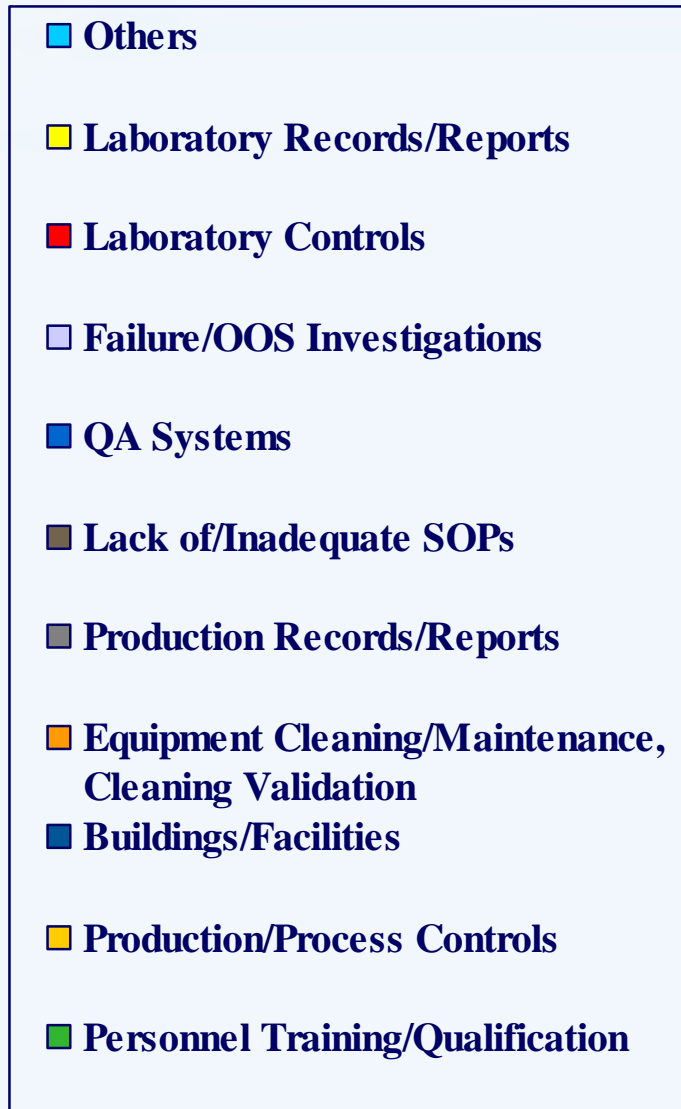 Others
Laboratory Records/Reports
Laboratory Controls
Failure/OOS Investigations
QA Systems
Lack of/Inadequate SOPs
Production Records/Reports
Equipment Cleaning/Maintenance,
Cleaning Validation
Buildings/Facilities
Production/Process Controls
Personnel Training/Qualification